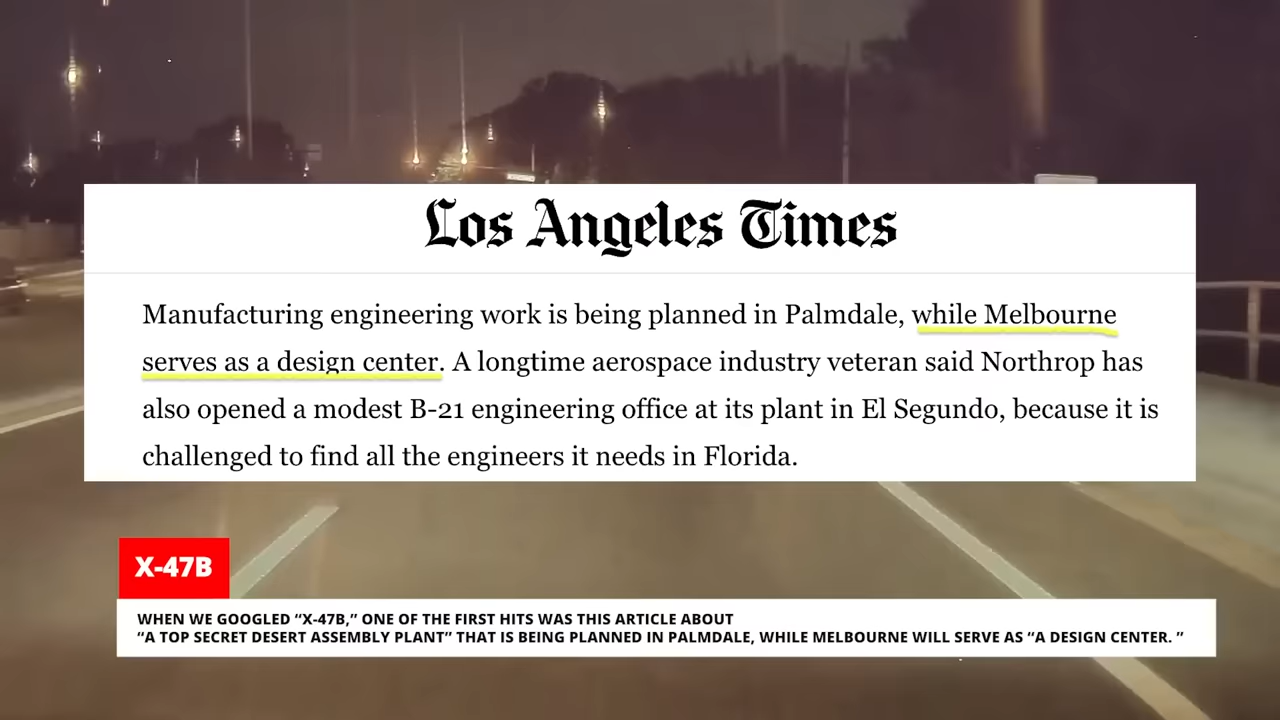 Los Angeles Times
Manufacturing engineering work is being planned in Palmdale, while Melbourne
serves as a design center. A longtime aerospace industry veteran said Northrop has
also opened a modest B-21 engineering office at its plant in El Segundo, because it is
challenged to find all the engineers it needs in Florida.
X-47B
WHEN WE GOOGLED “X-47B,” ONE OF THE FIRST HITS WAS THIS ARTICLE ABOUT
“A TOP SECRET DESERT ASSEMBLY PLANT” THAT IS BEING PLANNED IN PALMDALE, WHILE MELBOURNE WILL SERVE AS “A DESIGN CENTER. ”